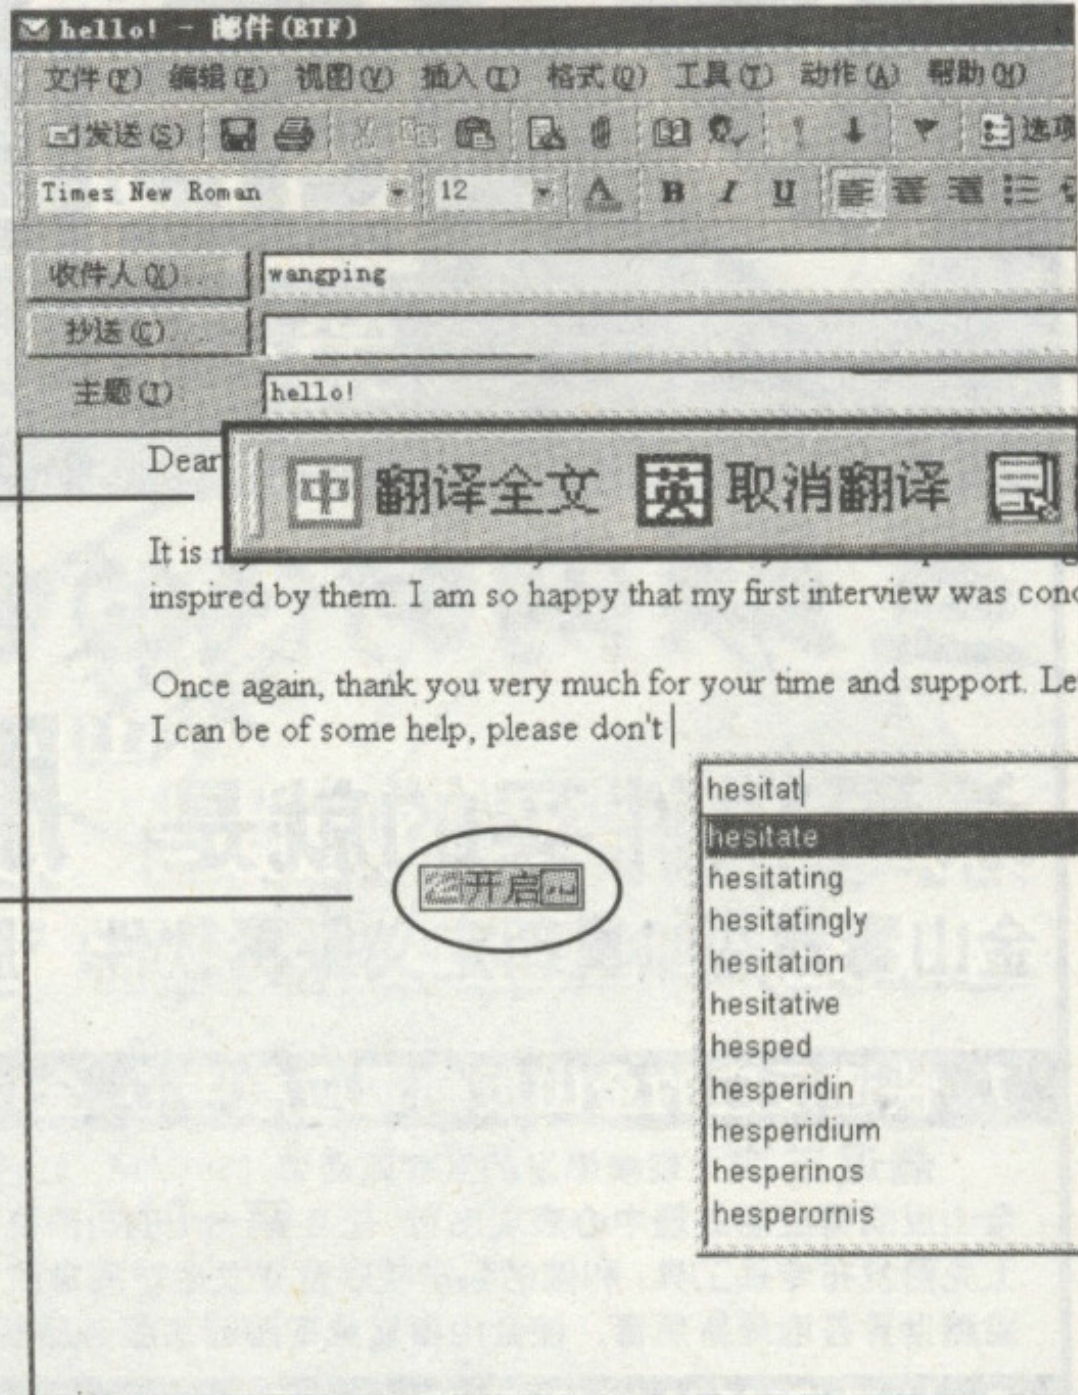 hello! - 邮件(RTF)
文件(F) 编辑(E) 视图(V) 插入(I) 格式(O) 工具(T) 动作(A) 帮助(H)
发送(S) 选项
Times New Roman 12 A B I U
收件人(X)... wangping
抄送(C)...
主题(T) hello!
Dear
中 翻译全文 英 取消翻译
It is
inspired by them. I am so happy that my first interview was
Once again, thank you very much for your time and support. Le
I can be of some help, please don't
hesitat
hesitate
开启
hesitating
hesitatingly
hesitation
hesitative
hesped
hesperidin
hesperidium
hesperinos
hesperornis